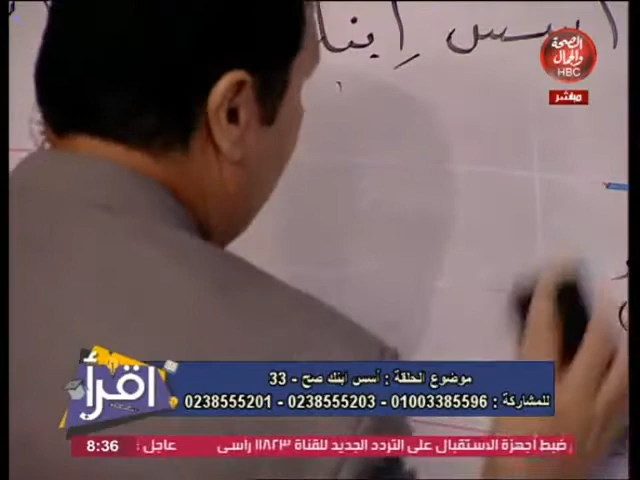 أسس إبنك
الصحة
والجمال
HBC
مباشر
اقرأ
موضوع الحلقة : أسس ابنك صح - 33
للمشاركة : 01003385596 - 0238555203 - 0238555201
ضبط أجهزة الاستقبال على التردد الجديد للقناة ١١٨٢٣ رأسى عاجل : 8:36